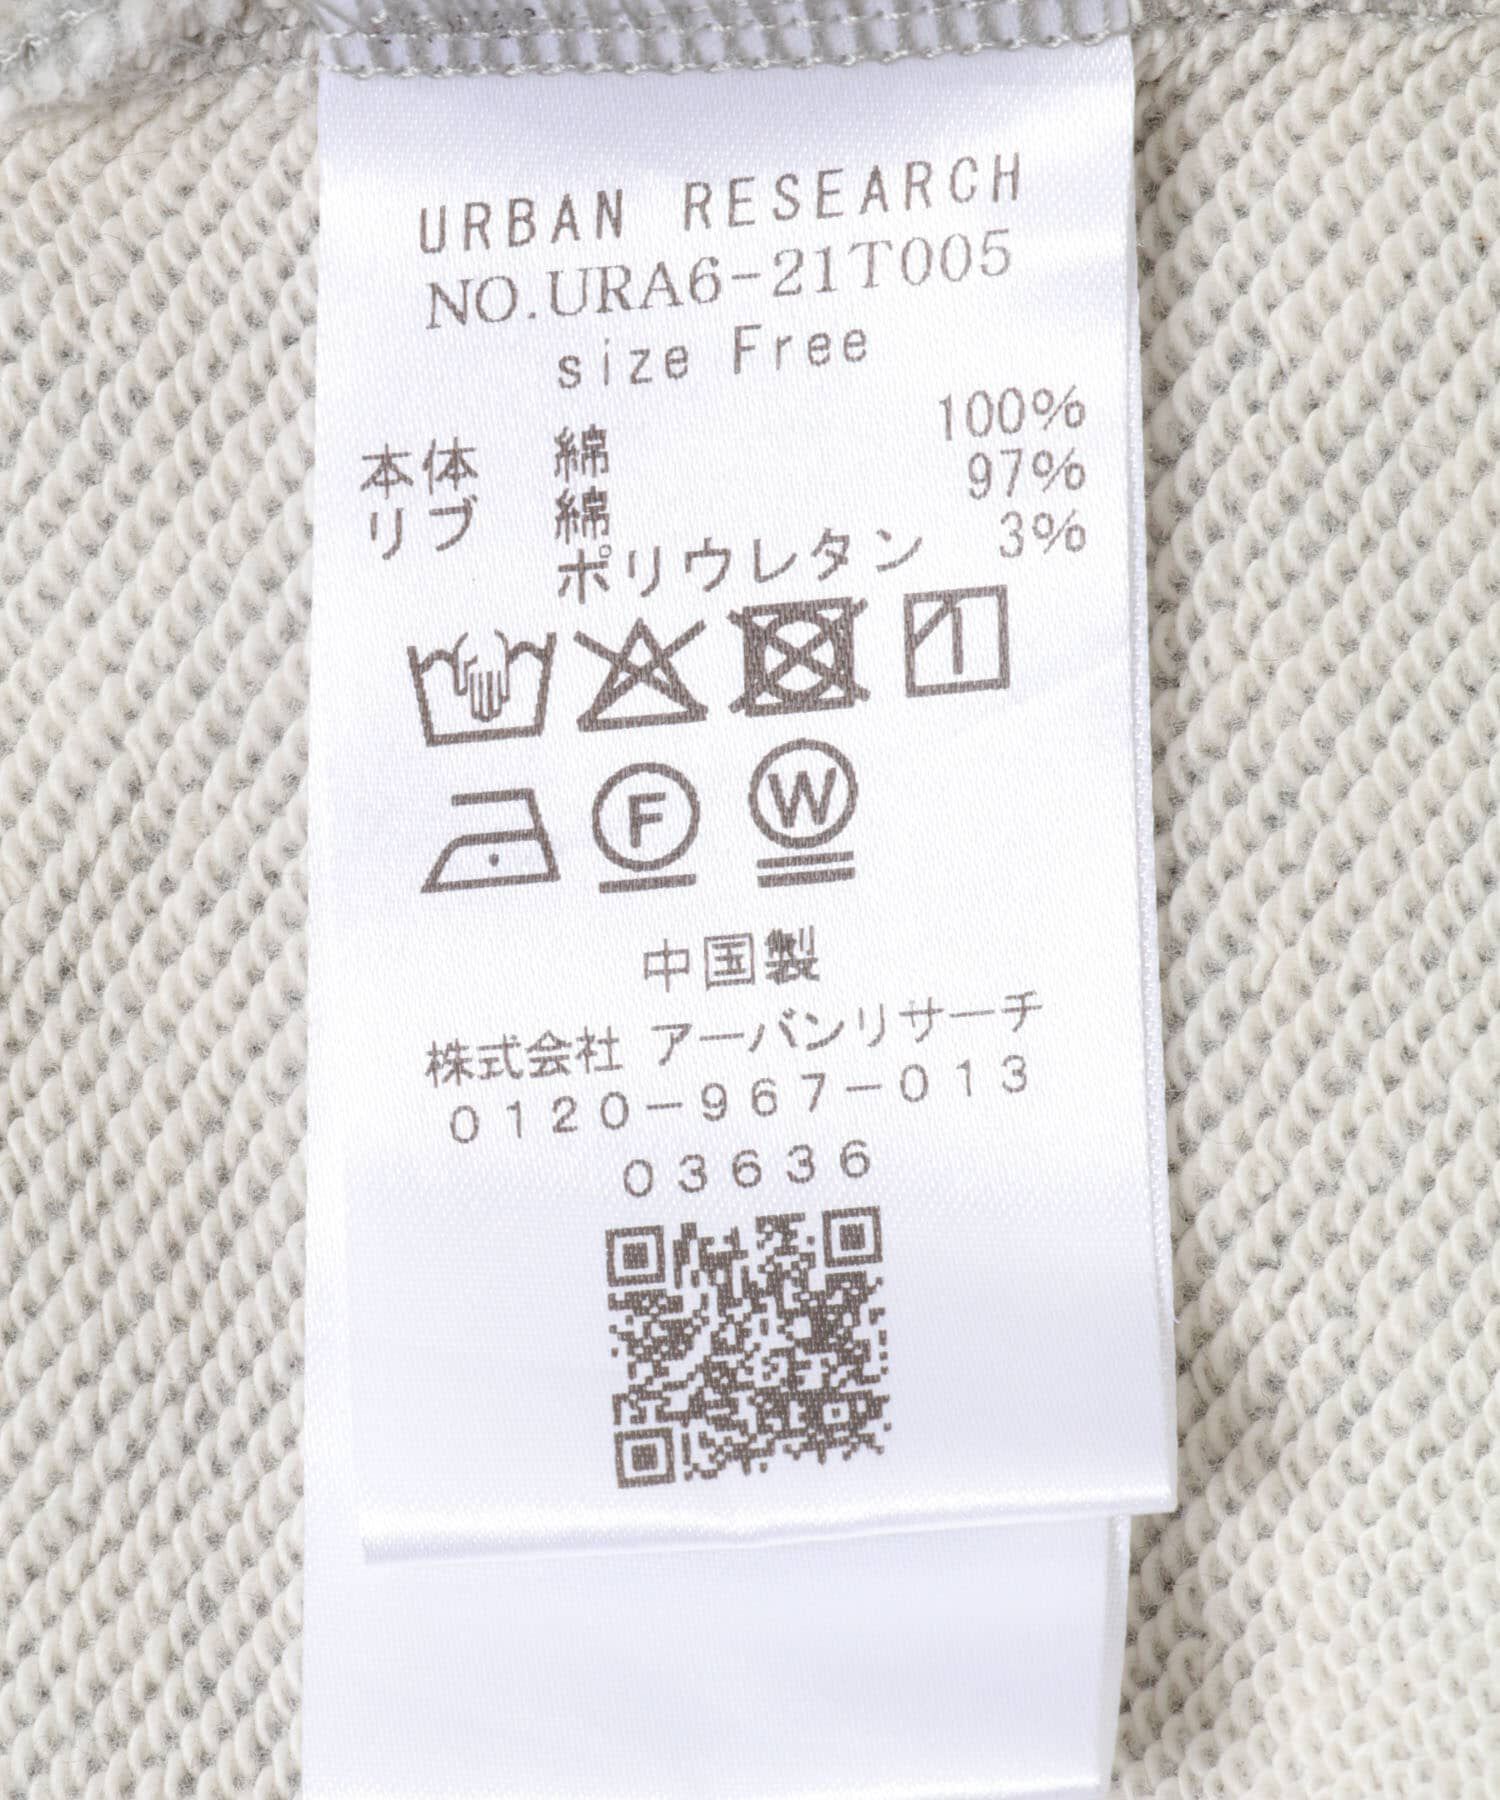 URBAN RESEARCH
NO.URA6-21T005
size Free
本体 綿 100%
リブ 綿 97%
ポリウレタン 3%
F W
中国製
株式会社 アーバンリサーチ
0120-967-013
03636